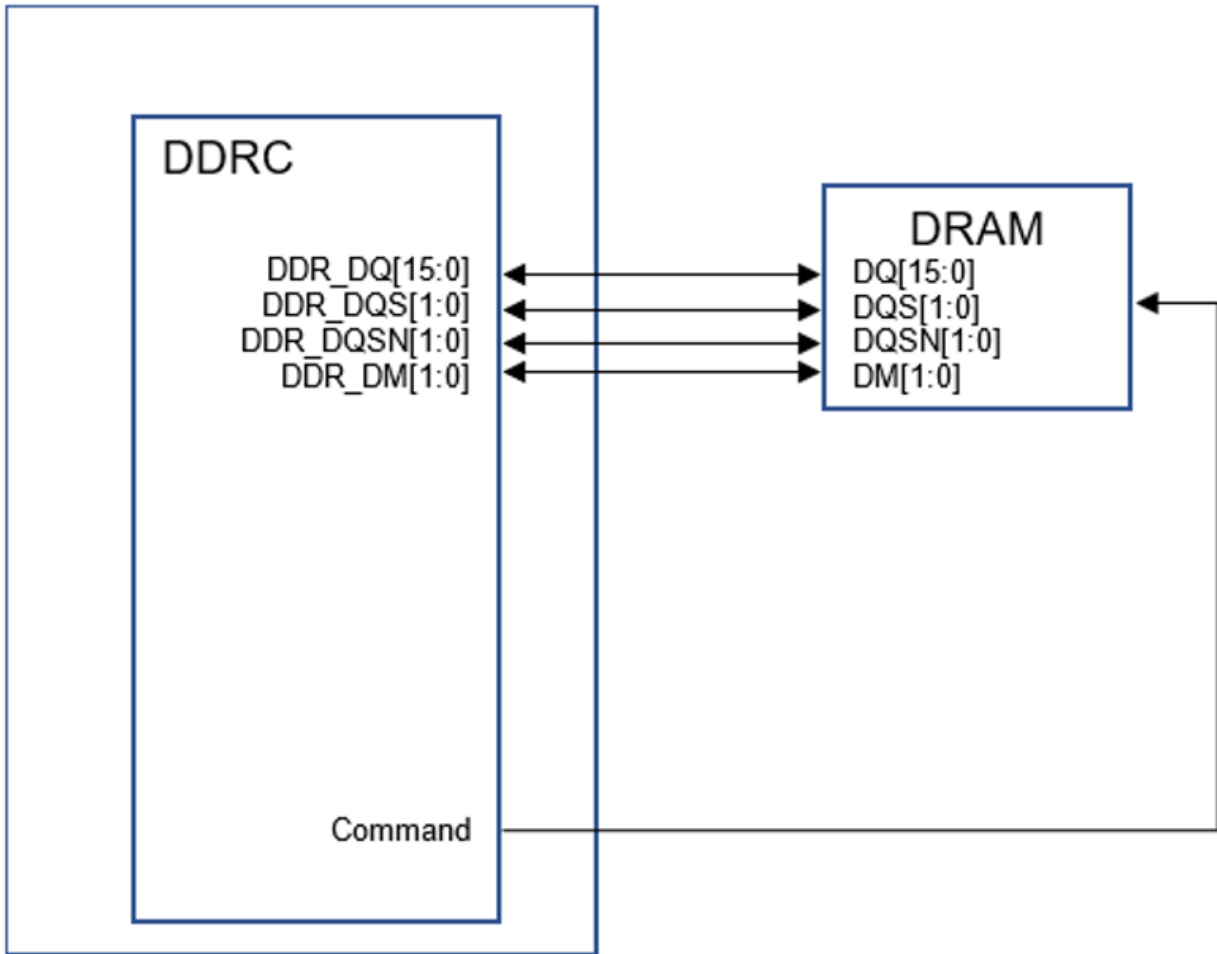 DDRC
DDR_DQ[15:0]
DDR_DQS[1:0]
DDR_DQSN[1:0]
DDR_DM[1:0]
Command
DRAM
DQ[15:0]
DQS[1:0]
DQSN[1:0]
DM[1:0]